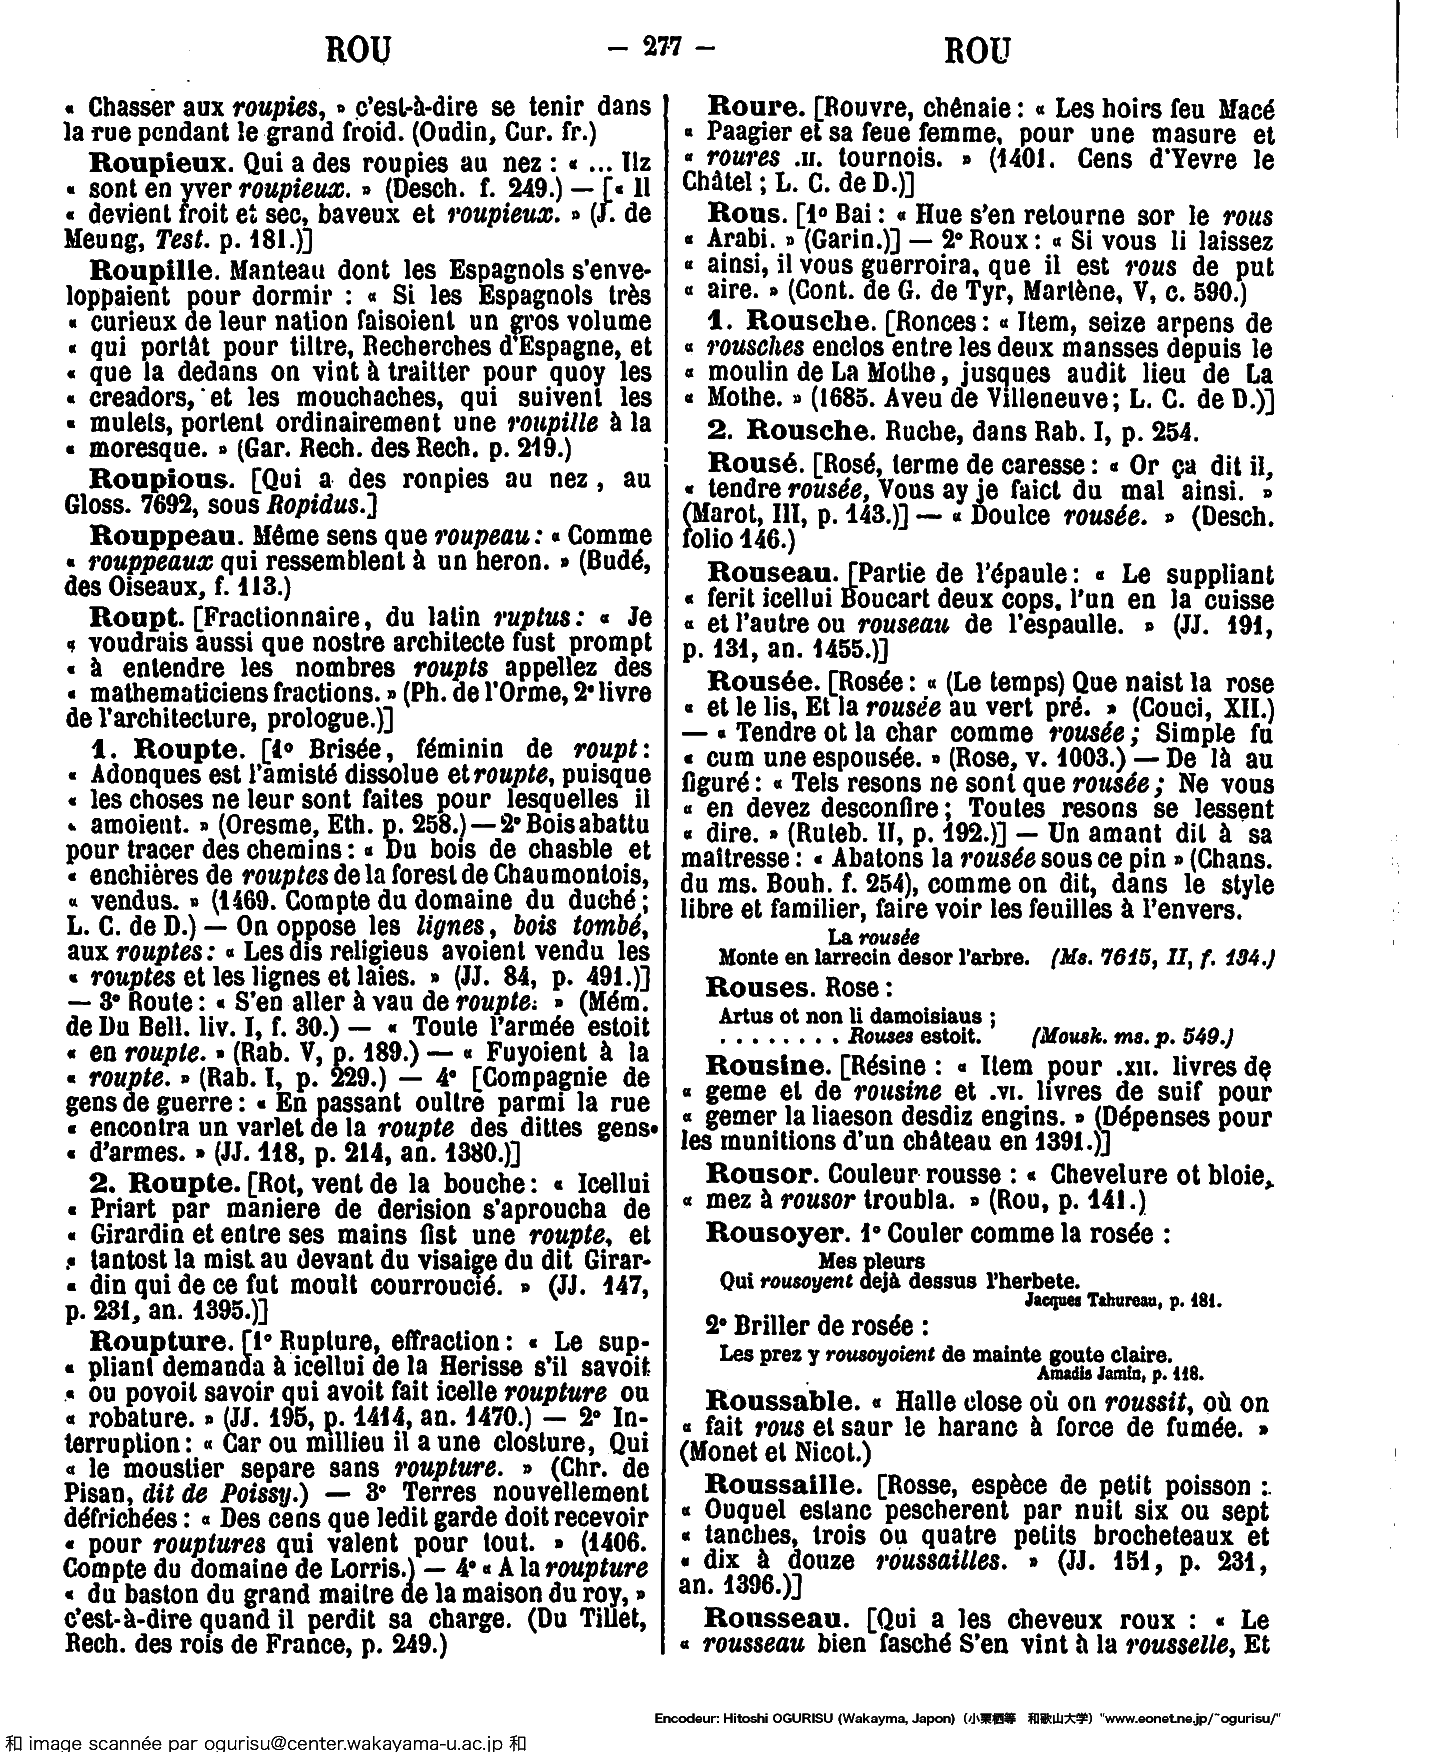 ROU — 277 — ROU
« Chasser aux roupies, » c'est-à-dire se tenir dans
la rue pendant le grand froid. (Oudin, Cur. fr.)
Roupieux. Qui a des roupies au nez : « ... Ilz
« sont en yver roupieux. » (Desch. f. 249.) — [« Il
« devient froit et sec, baveux et roupieux. » (J. de
Meung, Test. p. 181.)]
Roupille. Manteau dont les Espagnols s'enve-
loppaient pour dormir : « Si les Espagnols très
« curieux de leur nation faisoient un gros volume
« qui portât pour tiltre, Recherches d'Espagne, et
« que la dedans on vint à traitter pour quoy les
« creadors, et les mouchaches, qui suivent les
« mulets, portent ordinairement une roupille à la
« moresque. » (Gar. Rech. des Rech. p. 219.)
Roupious. [Qui a des ronpies au nez, au
Gloss. 7692, sous Ropidus.]
Rouppeau. Même sens que roupeau : « Comme
« rouppeaux qui ressemblent à un heron. » (Budé,
des Oiseaux, f. 113.)
Roupt. [Fractionnaire, du latin ruptus : « Je
« voudrais aussi que nostre architecte fust prompt
« à entendre les nombres roupts appellez des
« mathematiciens fractions. » (Ph. de l'Orme, 2e livre
de l'architecture, prologue.)]
1. Roupte. [1o Brisée, féminin de roupt :
« Adonques est l'amisté dissolue et roupte, puisque
« les choses ne leur sont faites pour lesquelles il
« amoient. » (Oresme, Eth. p. 258.) — 2o Bois abattu
pour tracer des chemins : « Du bois de chasble et
« enchières de rouptes de la forest de Chaumontois,
« vendus. » (1469. Compte du domaine du duché ;
L. C. de D.) — On oppose les lignes, bois tombé,
aux rouptes : « Les dis religieus avoient vendu les
« rouptes et les lignes et laies. » (JJ. 84, p. 491.)]
— 3o Route : « S'en aller à vau de roupte. » (Mém.
de Du Bell. liv. I, f. 30.) — « Toute l'armée estoit
« en roupte. » (Rab. V, p. 189.) — « Fuyoient à la
« roupte. » (Rab. I, p. 229.) — 4o [Compagnie de
gens de guerre : « En passant oultre parmi la rue
« encontra un varlet de la roupte des dittes gens
« d'armes. » (JJ. 118, p. 214, an. 1380.)]
2. Roupte. [Rot, vent de la bouche : « Icellui
« Priart par maniere de derision s'aproucha de
« Girardin et entre ses mains fist une roupte, et
« tantost la mist au devant du visaige du dit Girar-
« din qui de ce fut moult courroucié. » (JJ. 147,
p. 231, an. 1395.)]
Roupture. [1o Rupture, effraction : « Le sup-
« pliant demanda à icellui de la Herisse s'il savoit
« ou povoit savoir qui avoit fait icelle roupture ou
« robature. » (JJ. 195, p. 1414, an. 1470.) — 2o In-
terruption : « Car ou millieu il a une closture, Qui
« le moustier separe sans roupture. » (Chr. de
Pisan, dit de Poissy.) — 3o Terres nouvellement
défrichées : « Des cens que ledit garde doit recevoir
« pour rouptures qui valent pour tout. » (1406.
Compte du domaine de Lorris.) — 4o « A la roupture
« du baston du grand maitre de la maison du roy, »
c'est-à-dire quand il perdit sa charge. (Du Tillet,
Rech. des rois de France, p. 249.)
Roure. [Rouvre, chênaie : « Les hoirs feu Macé
« Paagier et sa feue femme, pour une masure et
« roures .II. tournois. » (1401. Cens d'Yevre le
Châtel ; L. C. de D.)]
Rous. [1o Bai : « Hue s'en retourne sor le rous
« Arabi. » (Garin.)] — 2o Roux : « Si vous li laissez
« ainsi, il vous guerroira, que il est rous de put
« aire. » (Cont. de G. de Tyr, Martène, V, c. 590.)
1. Rousche. [Ronces : « Item, seize arpens de
« rousches enclos entre les deux mansses depuis le
« moulin de La Mothe, jusques audit lieu de La
« Mothe. » (1685. Aveu de Villeneuve ; L. C. de D.)]
2. Rousche. Ruche, dans Rab. I, p. 254.
Rousé. [Rosé, terme de caresse : « Or ça dit il,
« tendre rousée, Vous ay je faict du mal ainsi. »
(Marot, III, p. 143.)] — « Doulce rousée. » (Desch.
folio 146.)
Rouseau. [Partie de l'épaule : « Le suppliant
« ferit icellui Boucart deux cops, l'un en la cuisse
« et l'autre ou rouseau de l'espaulle. » (JJ. 191,
p. 131, an. 1455.)]
Rousée. [Rosée : « (Le temps) Que naist la rose
« et le lis, Et la rousée au vert pré. » (Couci, XII.)
— « Tendre ot la char comme rousée ; Simple fu
« cum une espousée. » (Rose, v. 1003.) — De là au
figuré : « Tels resons ne sont que rousée ; Ne vous
« en devez desconfire ; Toutes resons se lessent
« dire. » (Ruteb. II, p. 192.)] — Un amant dit à sa
maîtresse : « Abatons la rousée sous ce pin » (Chans.
du ms. Bouh. f. 254), comme on dit, dans le style
libre et familier, faire voir les feuilles à l'envers.
La rousée
Monte en larrecin desor l'arbre. (Ms. 7615, II, f. 134.)
Rouses. Rose :
Artus ot non li damoisiaus ;
. . . . . . . . Rouses estoit. (Mousk. ms. p. 549.)
Rousine. [Résine : « Item pour .XII. livres de
« geme et de rousine et .VI. livres de suif pour
« gemer la liaeson desdiz engins. » (Dépenses pour
les munitions d'un château en 1391.)]
Rousor. Couleur rousse : « Chevelure ot bloie,
« mez à rousor troubla. » (Rou, p. 141.)
Rousoyer. 1o Couler comme la rosée :
Mes pleurs
Qui rousoyent dejà dessus l'herbete.
Jacques Tahureau, p. 181.
2o Briller de rosée :
Les prez y rousoyoient de mainte goute claire.
Amadis Jamin, p. 118.
Roussable. « Halle close où on roussit, où on
« fait rous et saur le haranc à force de fumée. »
(Monet et Nicot.)
Roussaille. [Rosse, espèce de petit poisson :
« Ouquel estanc pescherent par nuit six ou sept
« tanches, trois ou quatre petits brocheteaux et
« dix à douze roussailles. » (JJ. 151, p. 231,
an. 1396.)]
Rousseau. [Qui a les cheveux roux : « Le
« rousseau bien fasché S'en vint à la rousselle, Et
Encodeur: Hitoshi OGURISU (Wakayma, Japon) (小栗栖等 和歌山大学) "www.eonet.ne.jp/~ogurisu/"
和 image scannée par ogurisu@center.wakayama-u.ac.jp 和